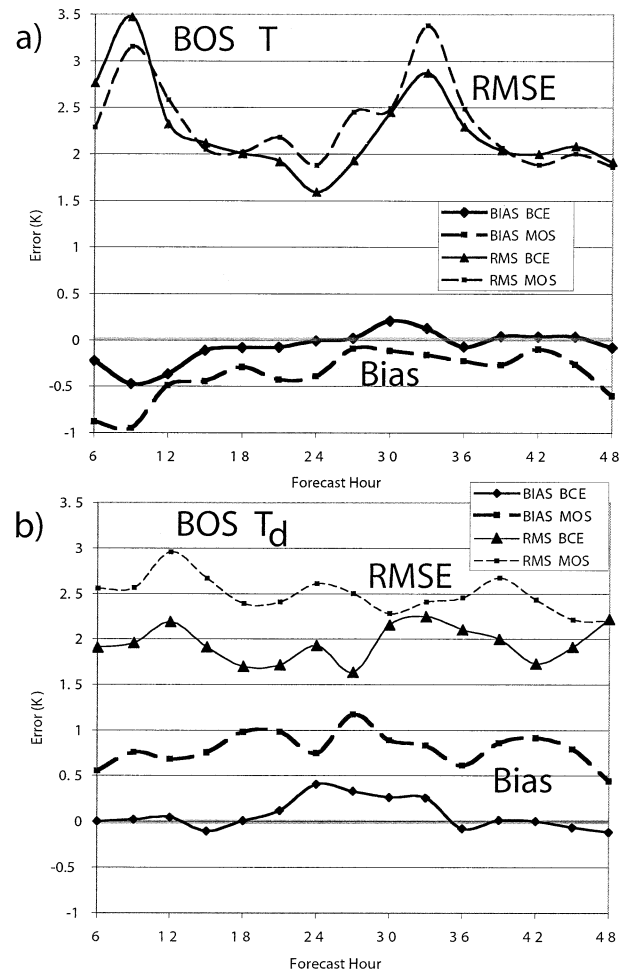 a)
BOS T
RMSE
3.5
3
2.5
2
1.5
1
0.5
0
-0.5
-1
Error (K)
BIAS BCE
BIAS MOS
RMS BCE
RMS MOS
Bias
6 12 18 24 30 36 42 48
Forecast Hour
b)
BOS Td
RMSE
3.5
3
2.5
2
1.5
1
0.5
0
-0.5
-1
Error (K)
BIAS BCE
BIAS MOS
RMS BCE
RMS MOS
Bias
6 12 18 24 30 36 42 48
Forecast Hour